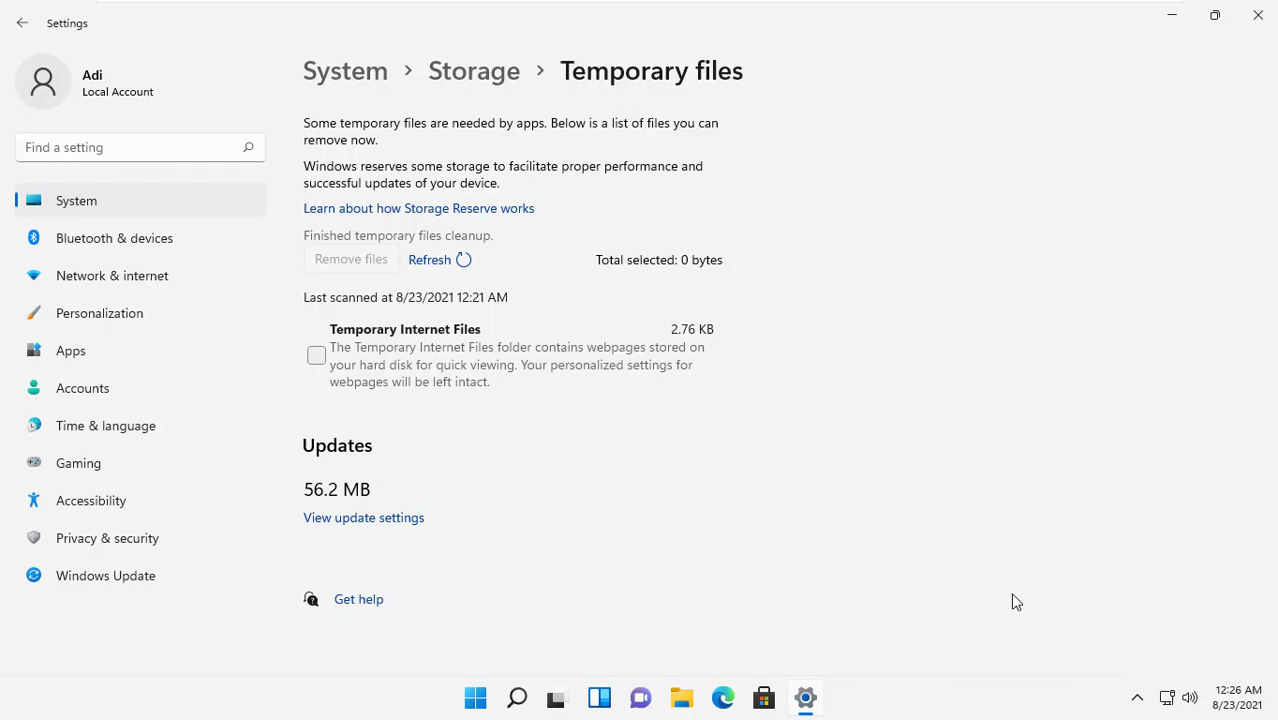 Settings
Adi
Local Account
Find a setting
System
Bluetooth & devices
Network & internet
Personalization
Apps
Accounts
Time & language
Gaming
Accessibility
Privacy & security
Windows Update
System > Storage > Temporary files
Some temporary files are needed by apps. Below is a list of files you can
remove now.
Windows reserves some storage to facilitate proper performance and
successful updates of your device.
Learn about how Storage Reserve works
Finished temporary files cleanup.
Remove files Refresh Total selected: 0 bytes
Last scanned at 8/23/2021 12:21 AM
Temporary Internet Files 2.76 KB
The Temporary Internet Files folder contains webpages stored on
your hard disk for quick viewing. Your personalized settings for
webpages will be left intact.
Updates
56.2 MB
View update settings
Get help
12:26 AM
8/23/2021